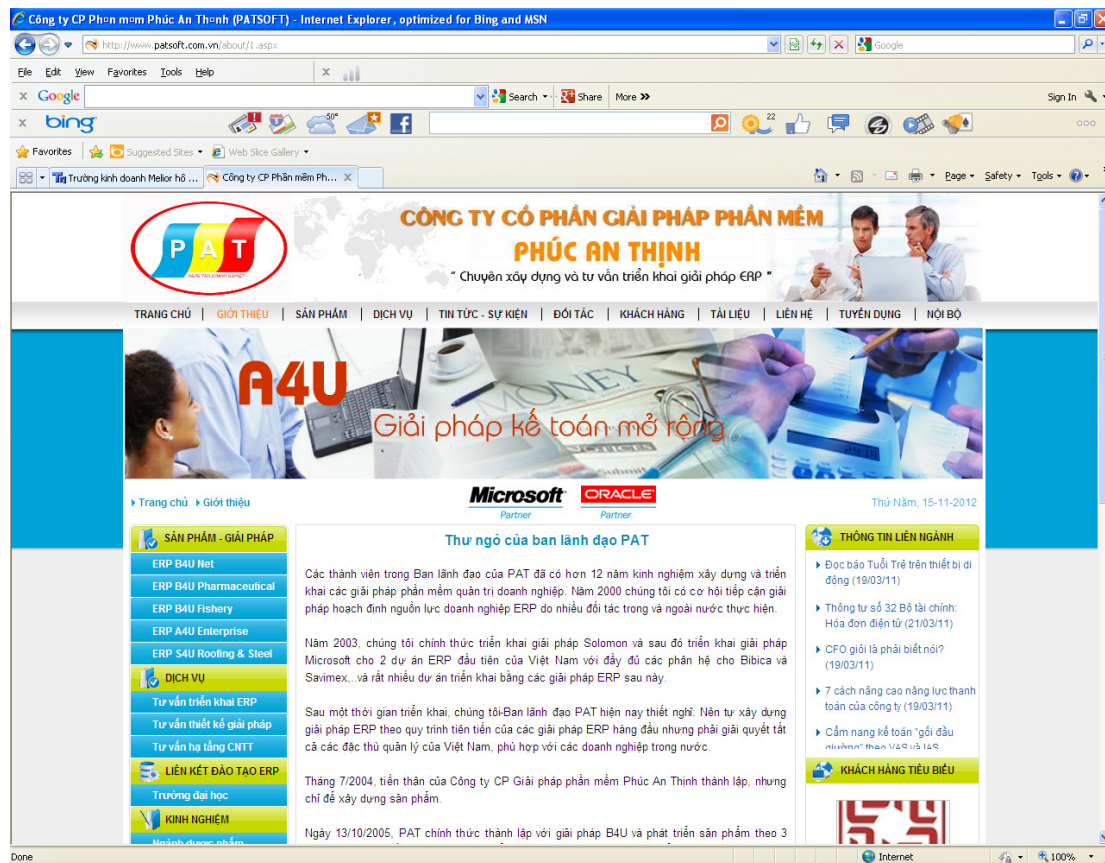 Công ty CP Ph¤n m¤m Phúc An Th¤nh (PATSOFT) - Internet Explorer, optimized for Bing and MSN
http://www.patsoft.com.vn/about/1.aspx
Google
File Edit View Favorites Tools Help
x Google Search Share More >> Sign In
x bing 50° 22
Favorites Suggested Sites Web Slice Gallery
Trường kinh doanh Melior hô ... Công ty CP Phần mềm Ph... Page Safety Tools
PAT
CÔNG TY CỔ PHẦN GIẢI PHÁP PHẦN MỀM
PHÚC AN THỊNH
" Chuyên xây dựng và tư vấn triển khai giải pháp ERP "
TRANG CHỦ | GIỚI THIỆU | SẢN PHẨM | DỊCH VỤ | TIN TỨC - SỰ KIỆN | ĐỐI TÁC | KHÁCH HÀNG | TÀI LIỆU | LIÊN HỆ | TUYỂN DỤNG | NỘI BỘ
A4U
Giải pháp kế toán mở rộng
MONEY
NOTICES
Submit
Trang chủ Giới thiệu
Microsoful Partner
ORACLE Partner
Thứ Năm, 15-11-2012
SẢN PHẨM - GIẢI PHÁP
ERP B4U Net
ERP B4U Pharmaceutical
ERP B4U Fishery
ERP A4U Enterprise
ERP S4U Roofing & Steel
DỊCH VỤ
Tư vấn triển khai ERP
Tư vấn thiết kế giải pháp
Tư vấn hạ tầng CNTT
LIÊN KẾT ĐÀO TẠO ERP
Trường đại học
KINH NGHIỆM
Ngành dược phẩm
Thư ngỏ của ban lãnh đạo PAT
Các thành viên trong Ban lãnh đạo của PAT đã có hơn 12 năm kinh nghiệm xây dựng và triển
khai các giải pháp phần mềm quản trị doanh nghiệp. Năm 2000 chúng tôi có cơ hội tiếp cận giải
pháp hoạch định nguồn lực doanh nghiệp ERP do nhiều đối tác trong và ngoài nước thực hiện.
Năm 2003, chúng tôi chính thức triển khai giải pháp Solomon và sau đó triển khai giải pháp
Microsoft cho 2 dự án ERP đầu tiên của Việt Nam với đầy đủ các phân hệ cho Bibica và
Savimex,..và rất nhiều dự án triển khai bằng các giải pháp ERP sau này.
Sau một thời gian triển khai, chúng tôi-Ban lãnh đạo PAT hiện nay thiết nghĩ: Nên tự xây dựng
giải pháp ERP theo quy trình tiên tiến của các giải pháp ERP hàng đầu nhưng phải giải quyết tất
cả các đặc thù quản lý của Việt Nam, phù hợp với các doanh nghiệp trong nước.
Tháng 7/2004, tiền thân của Công ty CP Giải pháp phần mềm Phúc An Thịnh thành lập, nhưng
chỉ để xây dựng sản phẩm.
Ngày 13/10/2005, PAT chính thức thành lập với giải pháp B4U và phát triển sản phẩm theo 3
THÔNG TIN LIÊN NGÀNH
Đọc báo Tuổi Trẻ trên thiết bị di
động (19/03/11)
Thông tư số 32 Bộ tài chính:
Hóa đơn điện tử (21/03/11)
CFO giỏi là phải biết nói?
(19/03/11)
7 cách nâng cao năng lực thanh
toán của công ty (19/03/11)
Cẩm nang kế toán "gối đầu
giường" theo VAS và IAS
KHÁCH HÀNG TIÊU BIỂU
Done Internet 100%